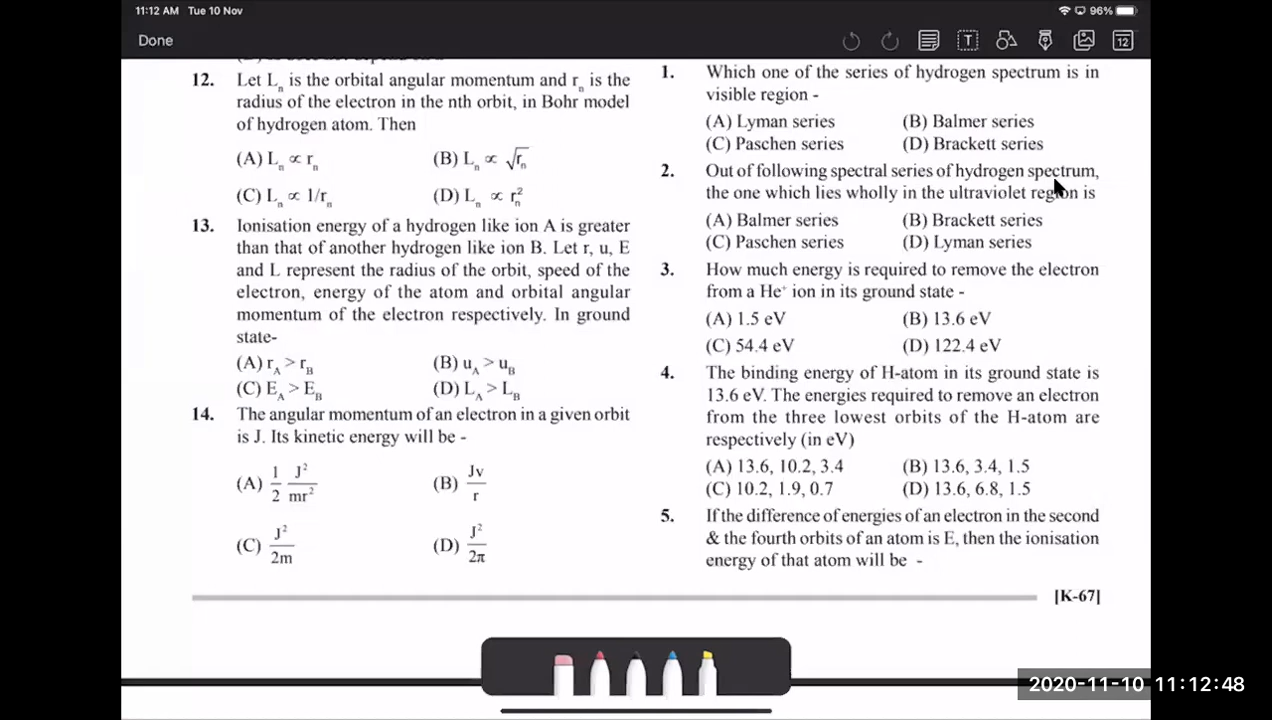 11:12 AM Tue 10 Nov
96%
Done
12
12. Let Lₙ is the orbital angular momentum and rₙ is the
radius of the electron in the nth orbit, in Bohr model
of hydrogen atom. Then
(A) Lₙ ∝ rₙ (B) Lₙ ∝ √rₙ
(C) Lₙ ∝ 1/rₙ (D) Lₙ ∝ rₙ²
13. Ionisation energy of a hydrogen like ion A is greater
than that of another hydrogen like ion B. Let r, u, E
and L represent the radius of the orbit, speed of the
electron, energy of the atom and orbital angular
momentum of the electron respectively. In ground
state-
(A) r_A > r_B (B) u_A > u_B
(C) E_A > E_B (D) L_A > L_B
14. The angular momentum of an electron in a given orbit
is J. Its kinetic energy will be -
(A) 1/2 J²/mr² (B) Jv/r
(C) J²/2m (D) J²/2π
1. Which one of the series of hydrogen spectrum is in
visible region -
(A) Lyman series (B) Balmer series
(C) Paschen series (D) Brackett series
2. Out of following spectral series of hydrogen spectrum,
the one which lies wholly in the ultraviolet region is
(A) Balmer series (B) Brackett series
(C) Paschen series (D) Lyman series
3. How much energy is required to remove the electron
from a He⁺ ion in its ground state -
(A) 1.5 eV (B) 13.6 eV
(C) 54.4 eV (D) 122.4 eV
4. The binding energy of H-atom in its ground state is
13.6 eV. The energies required to remove an electron
from the three lowest orbits of the H-atom are
respectively (in eV)
(A) 13.6, 10.2, 3.4 (B) 13.6, 3.4, 1.5
(C) 10.2, 1.9, 0.7 (D) 13.6, 6.8, 1.5
5. If the difference of energies of an electron in the second
& the fourth orbits of an atom is E, then the ionisation
energy of that atom will be -
[K-67]
2020-11-10 11:12:48